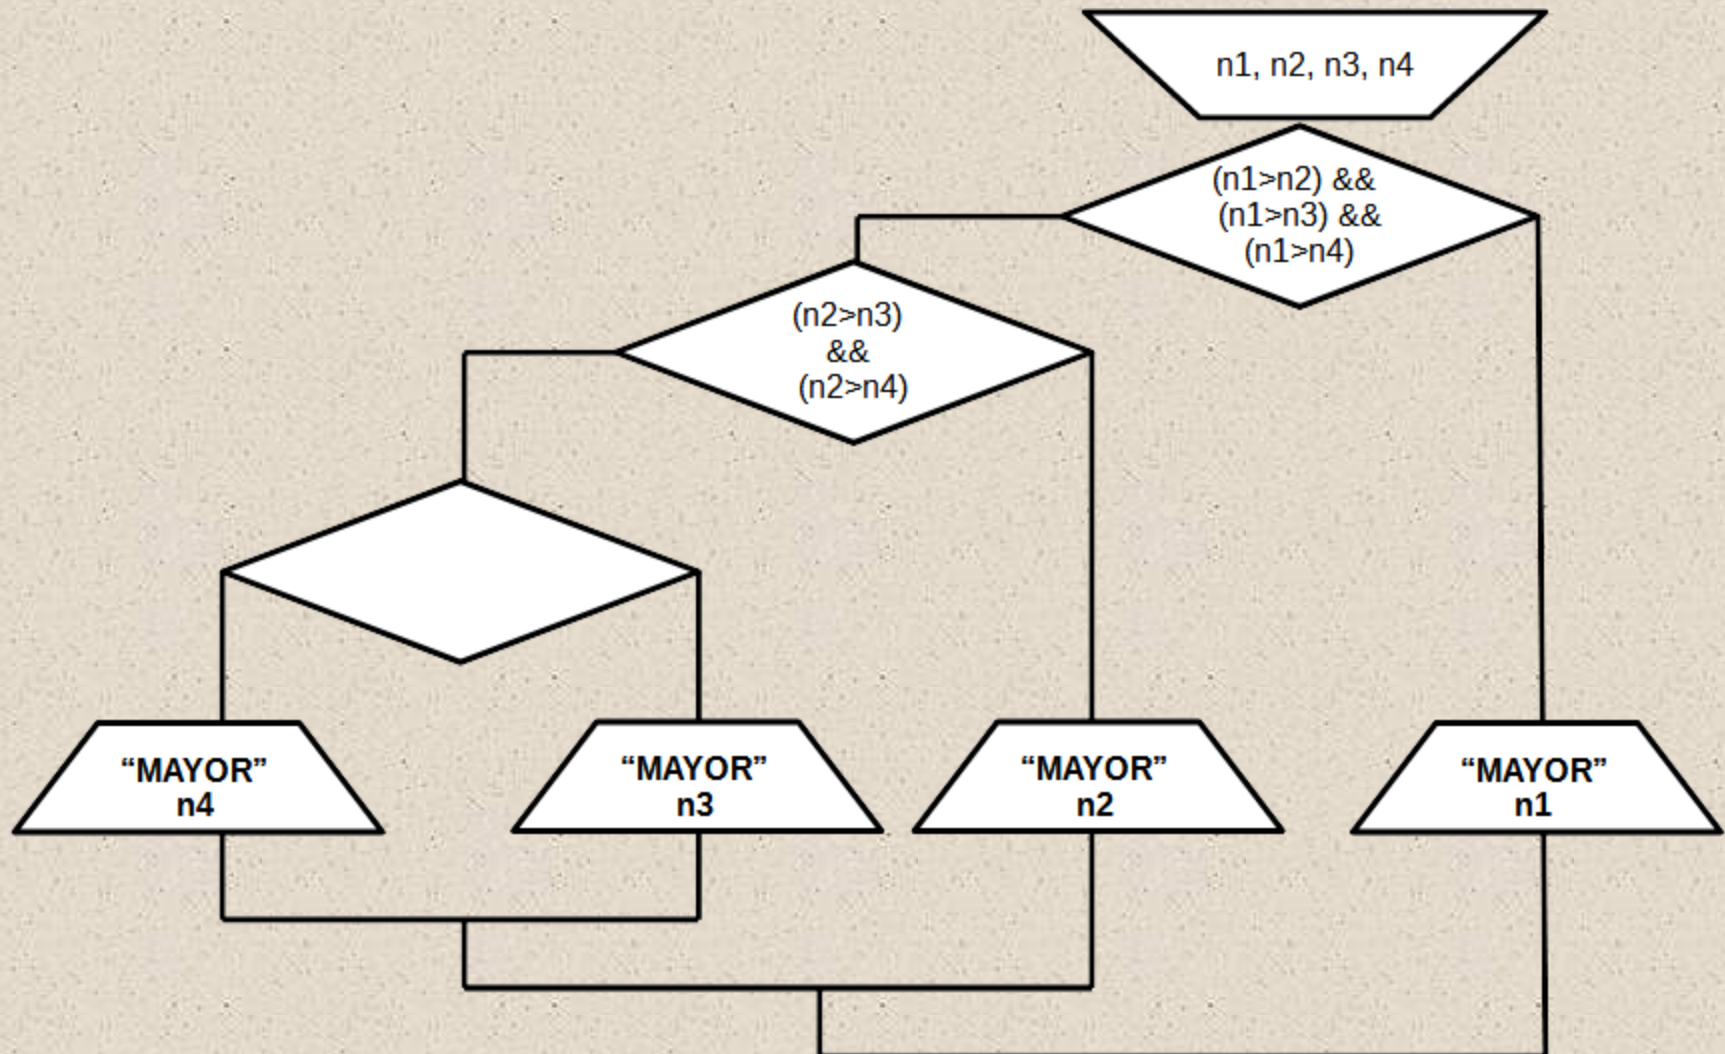 n1, n2, n3, n4
(n1>n2) &&
(n1>n3) &&
(n1>n4)
(n2>n3)
&&
(n2>n4)
“MAYOR”
n4
“MAYOR”
n3
“MAYOR”
n2
“MAYOR”
n1